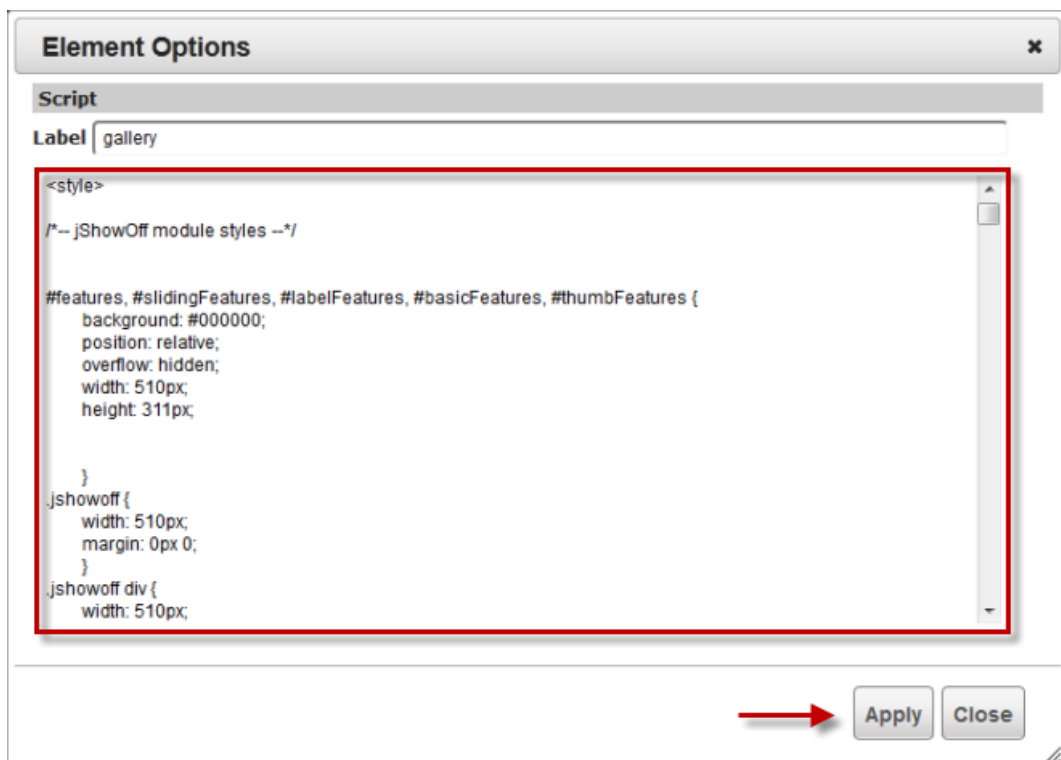 Element Options
Script
Label gallery
<style>
/*-- jShowOff module styles --*/
#features, #slidingFeatures, #labelFeatures, #basicFeatures, #thumbFeatures {
background: #000000;
position: relative;
overflow: hidden;
width: 510px;
height: 311px;
}
.jshowoff {
width: 510px;
margin: 0px 0;
}
.jshowoff div {
width: 510px;
Apply Close